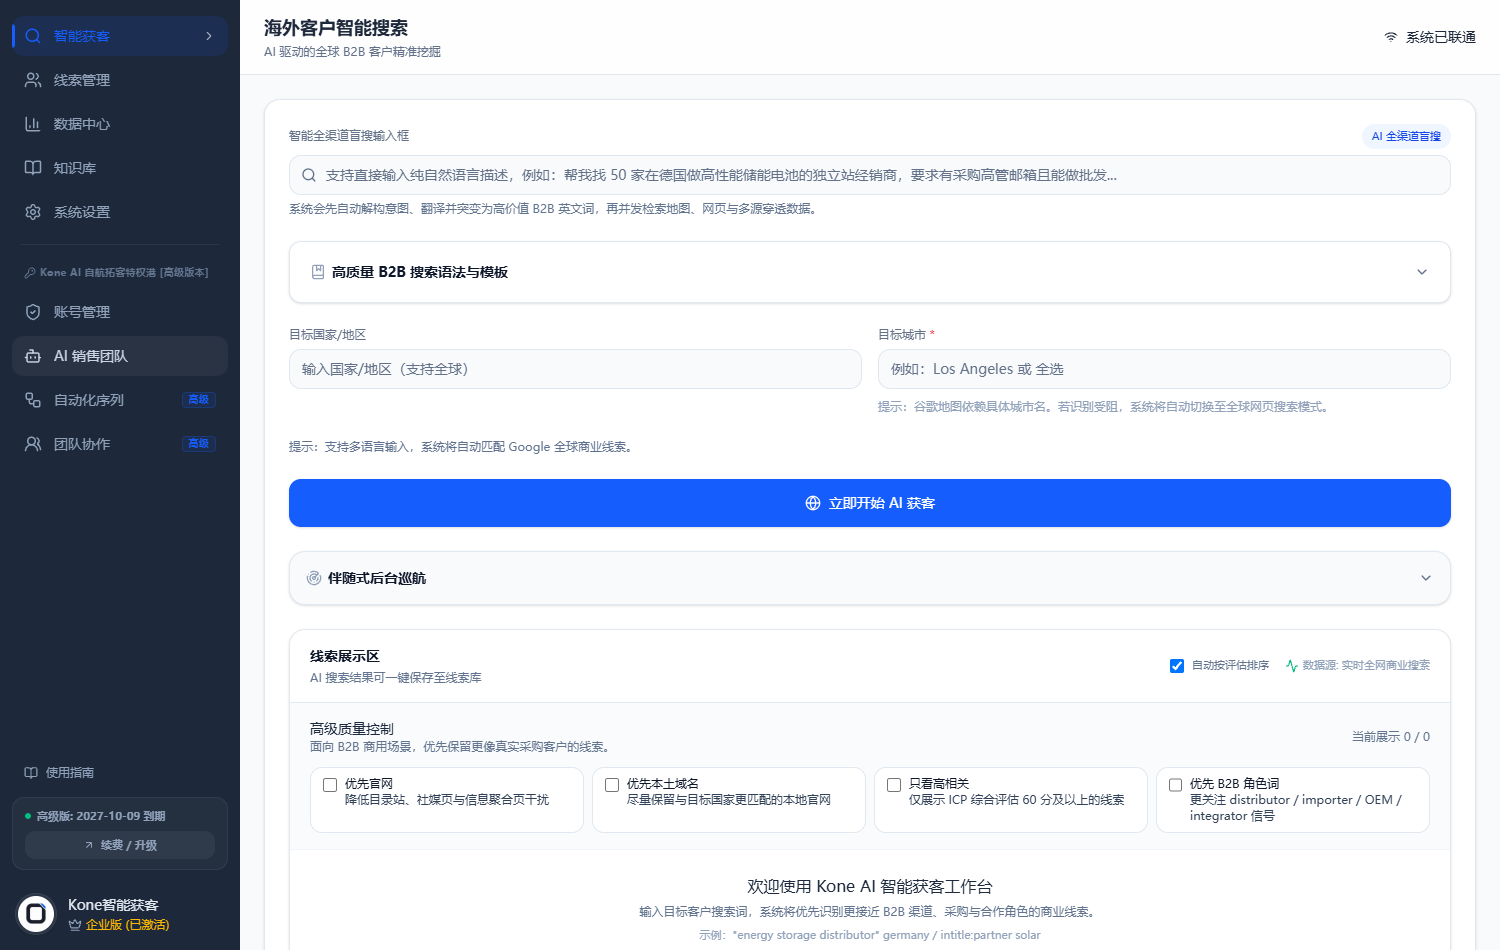 智能获客
线索管理
数据中心
知识库
系统设置
Kone AI 自航拓客特权港 [高级版本]
账号管理
AI 销售团队
自动化序列 高级
团队协作 高级
使用指南
高级版: 2027-10-09 到期
续费 / 升级
Kone智能获客
企业版 (已激活)
海外客户智能搜索
AI 驱动的全球 B2B 客户精准挖掘
系统已联通
智能全渠道盲搜输入框
AI 全渠道盲搜
支持直接输入纯自然语言描述，例如：帮我找 50 家在德国做高性能储能电池的独立站经销商，要求有采购高管邮箱且能做批发...
系统会先自动解构意图、翻译并突变为高价值 B2B 英文词，再并发检索地图、网页与多源穿透数据。
高质量 B2B 搜索语法与模板
目标国家/地区
输入国家/地区（支持全球）
目标城市 *
例如：Los Angeles 或 全选
提示：谷歌地图依赖具体城市名。若识别受阻，系统将自动切换至全球网页搜索模式。
提示：支持多语言输入，系统将自动匹配 Google 全球商业线索。
立即开始 AI 获客
伴随式后台巡航
线索展示区
AI 搜索结果可一键保存至线索库
自动按评估排序
数据源: 实时全网商业搜索
高级质量控制
面向 B2B 商用场景，优先保留更像真实采购客户的线索。
当前展示 0 / 0
优先官网
降低目录站、社媒页与信息聚合页干扰
优先本土域名
尽量保留与目标国家更匹配的本地官网
只看高相关
仅展示 ICP 综合评估 60 分及以上的线索
优先 B2B 角色词
更关注 distributor / importer / OEM /
integrator 信号
欢迎使用 Kone AI 智能获客工作台
输入目标客户搜索词，系统将优先识别更接近 B2B 渠道、采购与合作角色的商业线索。
示例："energy storage distributor" germany / intitle:partner solar